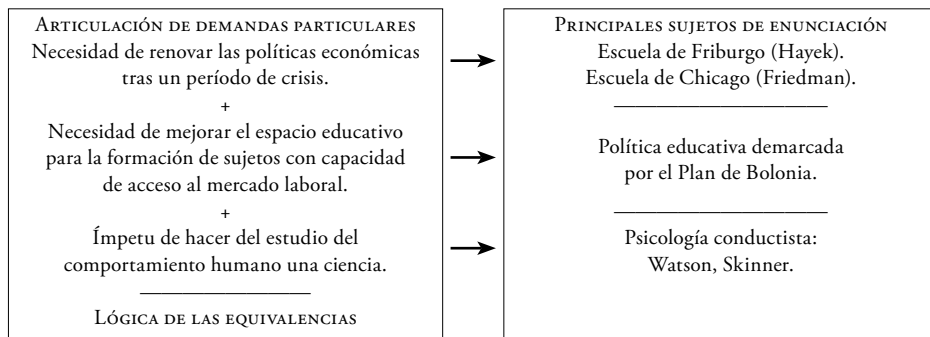 ARTICULACIÓN DE DEMANDAS PARTICULARES
Necesidad de renovar las políticas económicas
tras un período de crisis.
+
Necesidad de mejorar el espacio educativo
para la formación de sujetos con capacidad
de acceso al mercado laboral.
+
Ímpetu de hacer del estudio del
comportamiento humano una ciencia.
LÓGICA DE LAS EQUIVALENCIAS
PRINCIPALES SUJETOS DE ENUNCIACIÓN
Escuela de Friburgo (Hayek).
Escuela de Chicago (Friedman).
Política educativa demarcada
por el Plan de Bolonia.
Psicología conductista:
Watson, Skinner.